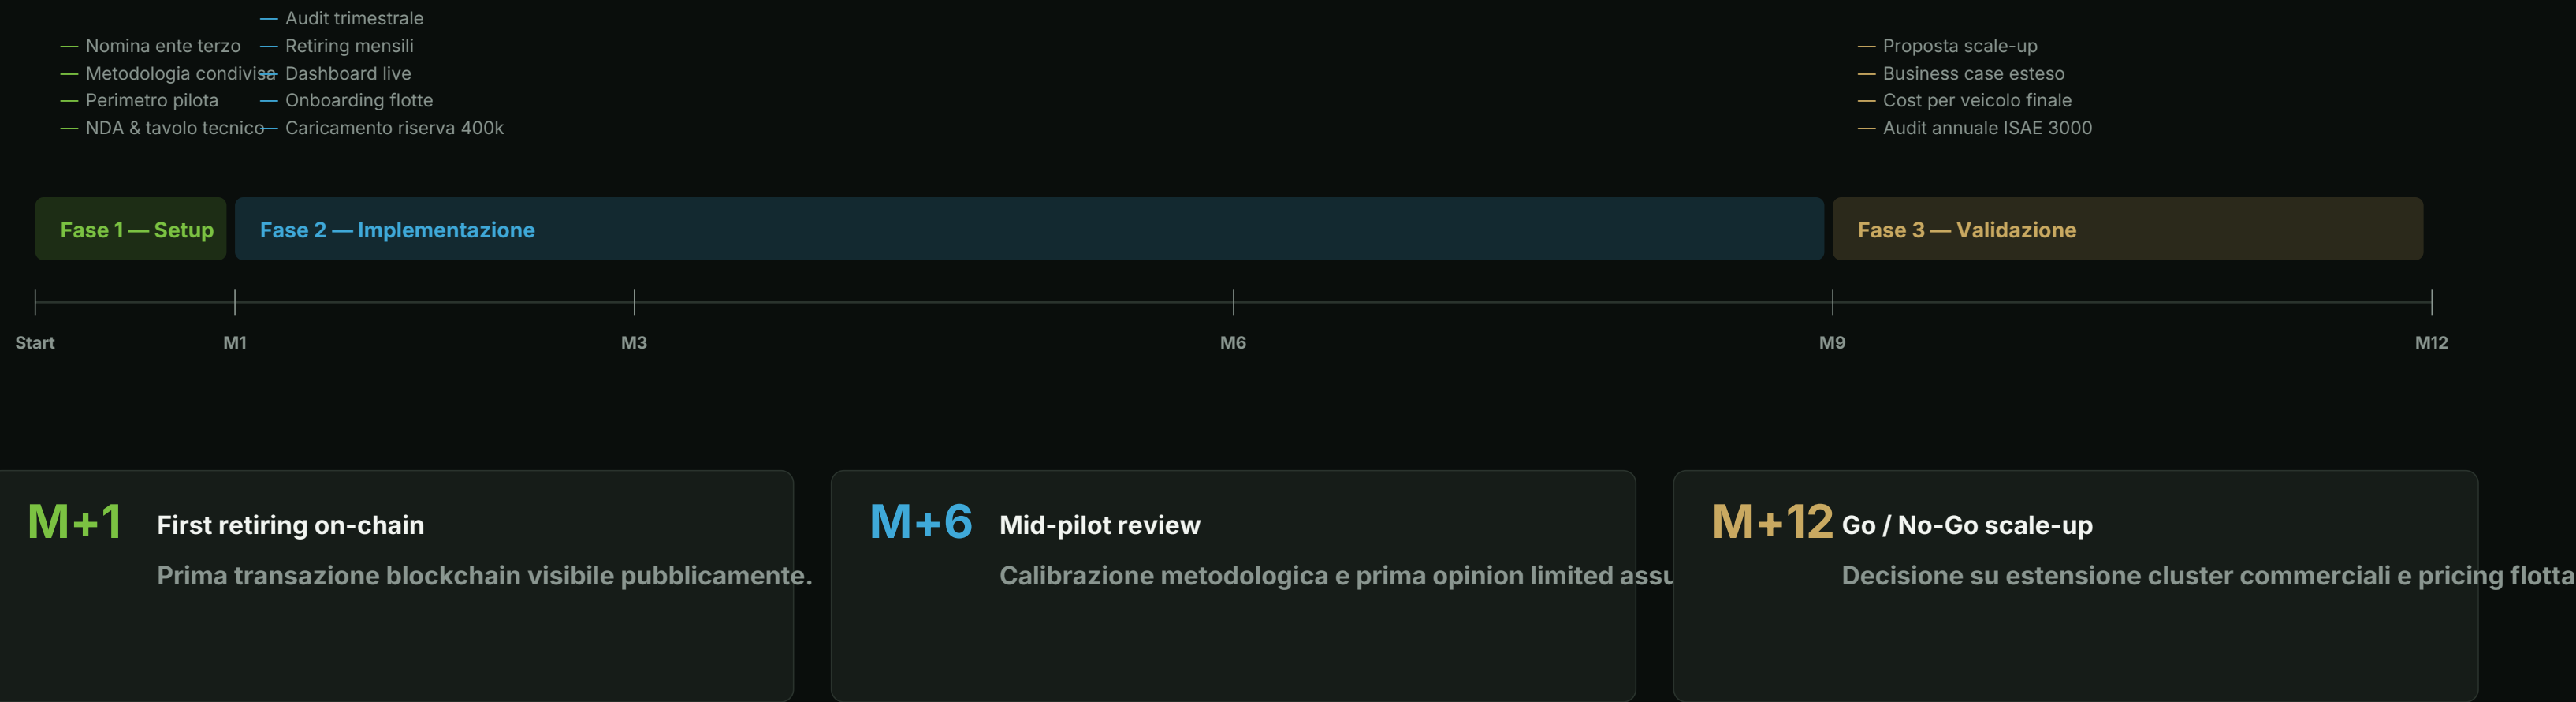 Nomina ente terzo
Metodologia condivisa
Perimetro pilota
NDA & tavolo tecnico
Audit trimestrale
Retiring mensili
Dashboard live
Onboarding flotte
Caricamento riserva 400k
Proposta scale-up
Business case esteso
Cost per veicolo finale
Audit annuale ISAE 3000
Fase 1 — Setup
Fase 2 — Implementazione
Fase 3 — Validazione
Start
M1
M3
M6
M9
M12
M+1
First retiring on-chain
Prima transazione blockchain visibile pubblicamente.
M+6
Mid-pilot review
Calibrazione metodologica e prima opinion limited assu
M+12
Go / No-Go scale-up
Decisione su estensione cluster commerciali e pricing flotta